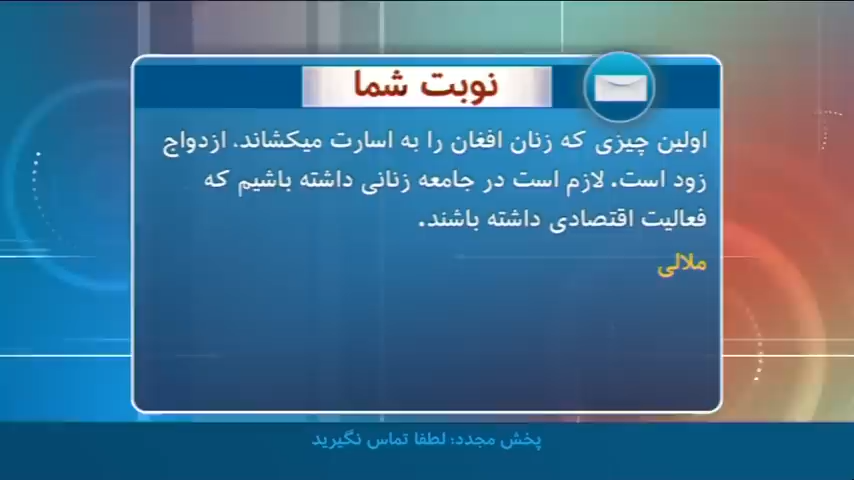 نوبت شما
اولین چیزی که زنان افغان را به اسارت میکشاند، ازدواج
زود است. لازم است در جامعه زنانی داشته باشیم که
فعالیت اقتصادی داشته باشند.
ملالی
پخش مجدد؛ لطفا تماس نگیرید